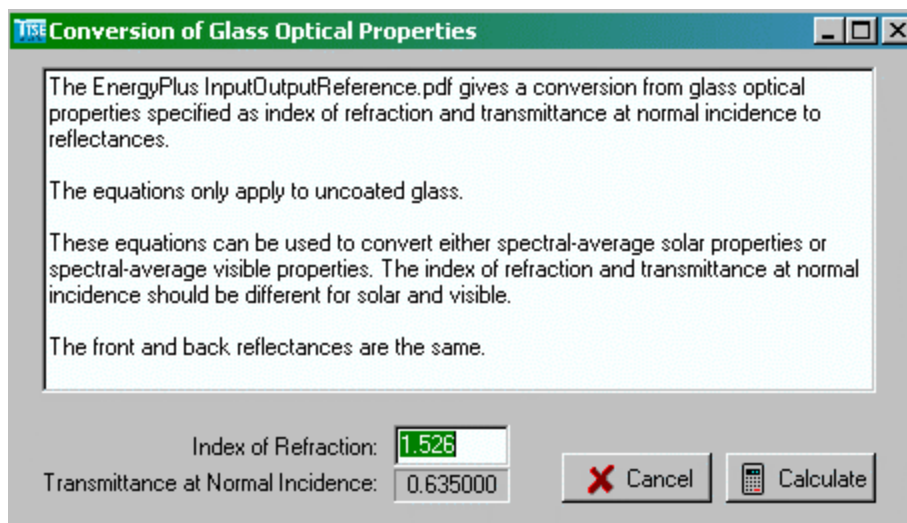 TTSE Conversion of Glass Optical Properties
The EnergyPlus InputOutputReference.pdf gives a conversion from glass optical
properties specified as index of refraction and transmittance at normal incidence to
reflectances.
The equations only apply to uncoated glass.
These equations can be used to convert either spectral-average solar properties or
spectral-average visible properties. The index of refraction and transmittance at normal
incidence should be different for solar and visible.
The front and back reflectances are the same.
Index of Refraction: 1.526
Transmittance at Normal Incidence: 0.635000
Cancel
Calculate